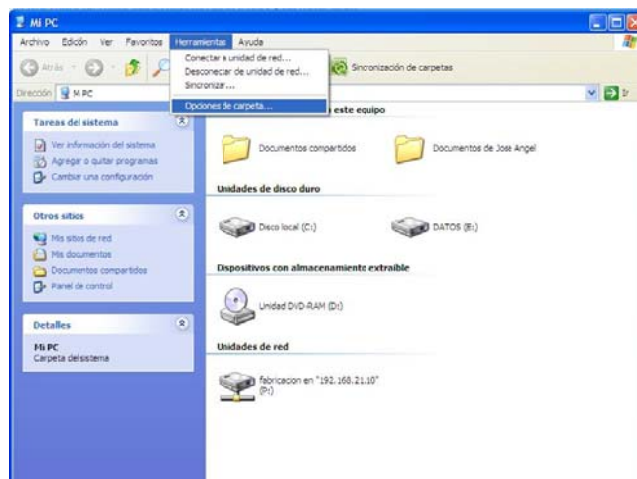 Mi PC
Archivo Edición Ver Favoritos Herramientas Ayuda
Conectar a unidad de red...
Desconectar de unidad de red...
Sincronizar...
Opciones de carpeta...
Atrás
Sincronización de carpetas
Dirección Mi PC
Ir
este equipo
Tareas del sistema
Ver información del sistema
Agregar o quitar programas
Cambiar una configuración
Otros sitios
Mis sitios de red
Mis documentos
Documentos compartidos
Panel de control
Detalles
Mi PC
Carpeta del sistema
Documentos compartidos
Documentos de Jose Angel
Unidades de disco duro
Disco local (C:)
DATOS (E:)
Dispositivos con almacenamiento extraíble
Unidad DVD-RAM (D:)
Unidades de red
fabricacion en "192.168.21.10"
(P:)